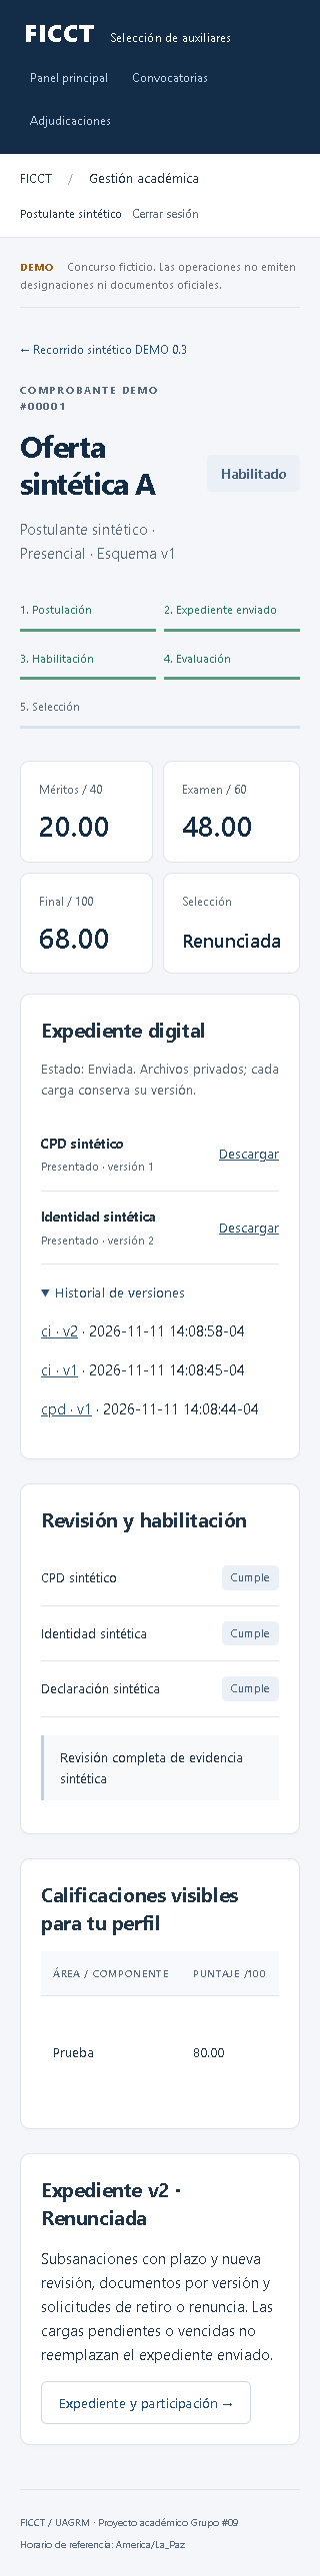 FICCT Selección de auxiliares
Panel principal Convocatorias
Adjudicaciones
FICCT / Gestión académica
Postulante sintético Cerrar sesión
DEMO Concurso ficticio. Las operaciones no emiten
designaciones ni documentos oficiales.
← Recorrido sintético DEMO 0.3
COMPROBANTE DEMO
#00001
Oferta
sintética A
Habilitado
Postulante sintético ·
Presencial · Esquema v1
1. Postulación 2. Expediente enviado
3. Habilitación 4. Evaluación
5. Selección
Méritos / 40 Examen / 60
20.00 48.00
Final / 100 Selección
68.00 Renunciada
Expediente digital
Estado: Enviada. Archivos privados; cada
carga conserva su versión.
CPD sintético
Presentado · versión 1
Descargar
Identidad sintética
Presentado · versión 2
Descargar
▼ Historial de versiones
ci · v2 · 2026-11-11 14:08:58-04
ci · v1 · 2026-11-11 14:08:45-04
cpd · v1 · 2026-11-11 14:08:44-04
Revisión y habilitación
CPD sintético Cumple
Identidad sintética Cumple
Declaración sintética Cumple
Revisión completa de evidencia
sintética
Calificaciones visibles
para tu perfil
ÁREA / COMPONENTE PUNTAJE /100
Prueba 80.00
Expediente v2 ·
Renunciada
Subsanaciones con plazo y nueva
revisión, documentos por versión y
solicitudes de retiro o renuncia. Las
cargas pendientes o vencidas no
reemplazan el expediente enviado.
Expediente y participación →
FICCT / UAGRM · Proyecto académico Grupo #09
Horario de referencia: America/La_Paz